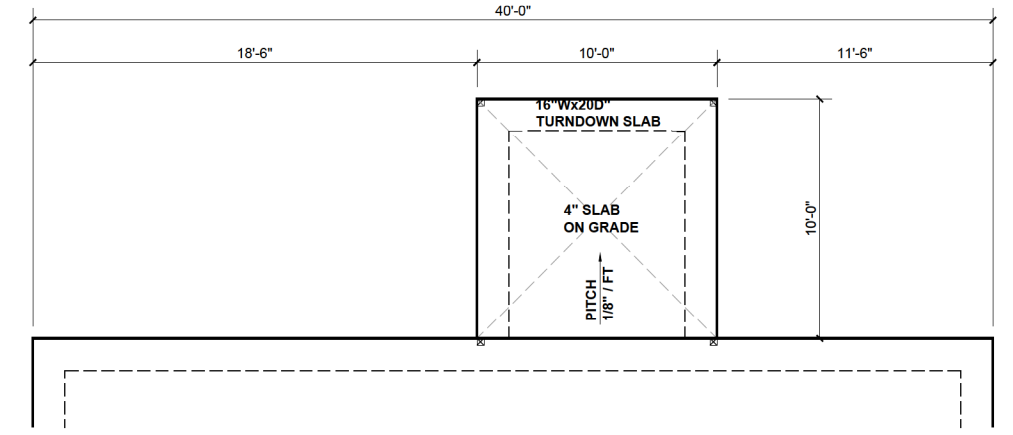 40'-0"
18'-6"
10'-0"
11'-6"
16"Wx20D"
TURNDOWN SLAB
4" SLAB
ON GRADE
10'-0"
PITCH
1/8" / FT